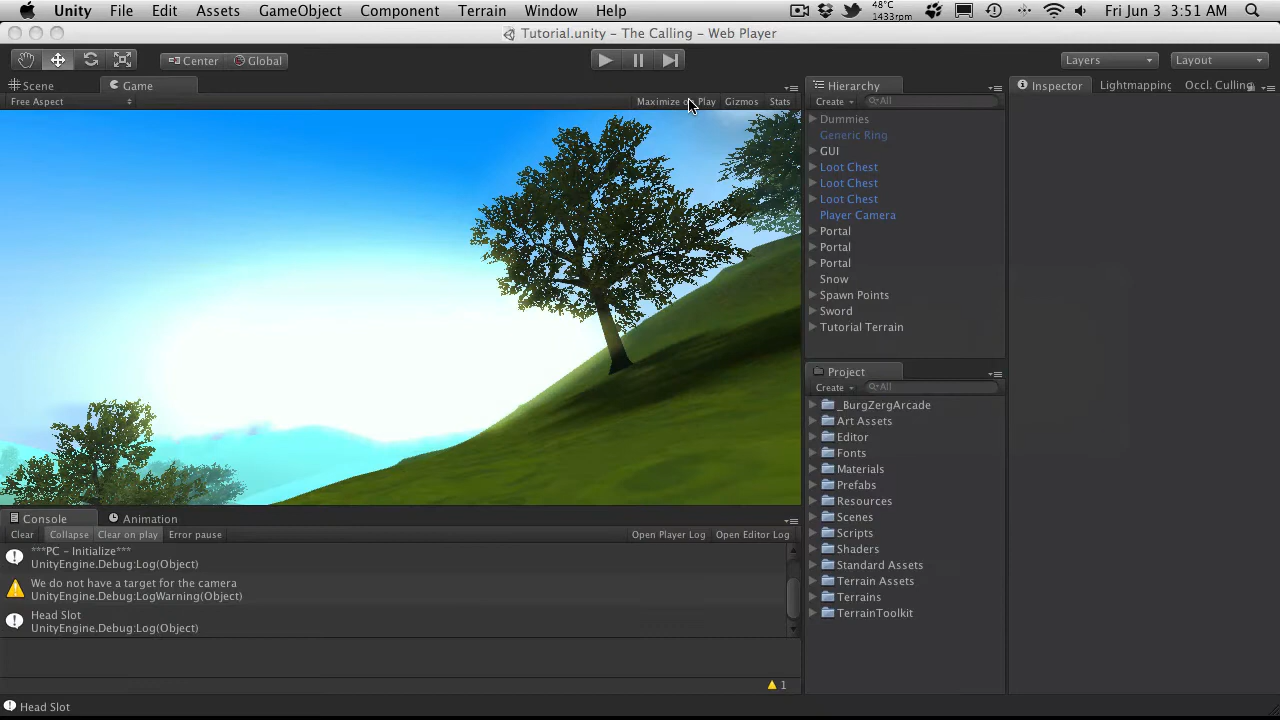 Unity File Edit Assets GameObject Component Terrain Window Help 48°C 1433rpm Fri Jun 3 3:51 AM
Tutorial.unity – The Calling – Web Player
Center Global Layers Layout
Scene Game
Free Aspect Maximize Play Gizmos Stats
Hierarchy
Create All
Dummies
Generic Ring
GUI
Loot Chest
Loot Chest
Loot Chest
Player Camera
Portal
Portal
Portal
Snow
Spawn Points
Sword
Tutorial Terrain
Inspector Lightmapping Occl. Culling
Project
Create All
_BurgZergArcade
Art Assets
Editor
Fonts
Materials
Prefabs
Resources
Scenes
Scripts
Shaders
Standard Assets
Terrain Assets
Terrains
TerrainToolkit
Console Animation
Clear Collapse Clear on play Error pause Open Player Log Open Editor Log
***PC – Initialize***
UnityEngine.Debug:Log(Object)
We do not have a target for the camera
UnityEngine.Debug:LogWarning(Object)
Head Slot
UnityEngine.Debug:Log(Object)
1
Head Slot